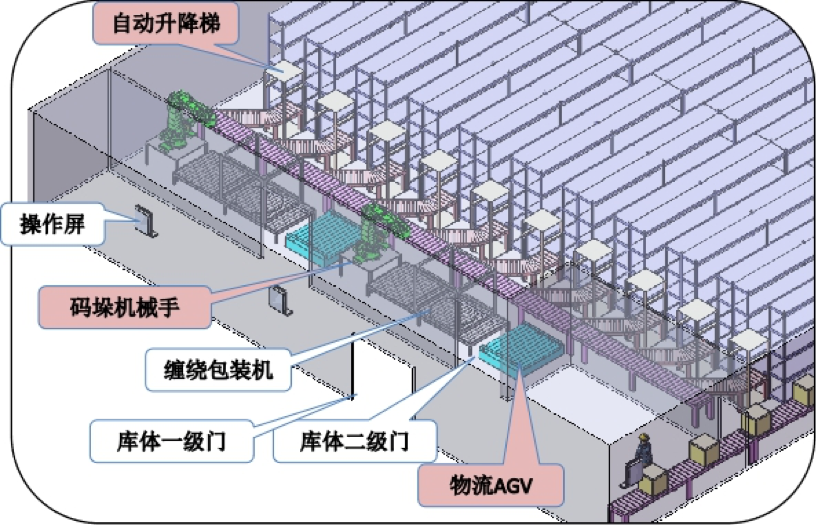 自动升降梯
操作屏
码垛机械手
缠绕包装机
库体一级门
库体二级门
物流AGV